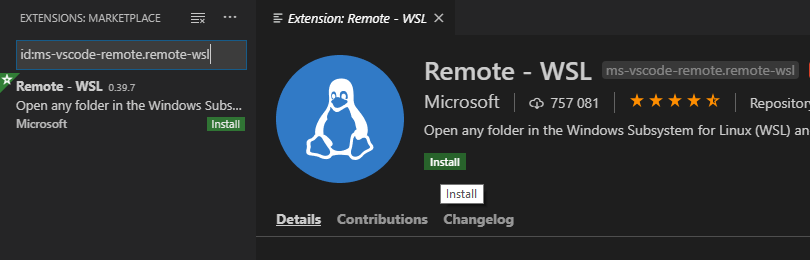 EXTENSIONS: MARKETPLACE
id:ms-vscode-remote.remote-wsl
Remote - WSL 0.39.7
Open any folder in the Windows Subs...
Microsoft Install
Extension: Remote - WSL
Remote - WSL ms-vscode-remote.remote-wsl
Microsoft 757 081 Repository
Open any folder in the Windows Subsystem for Linux (WSL) an
Install
Install
Details Contributions Changelog